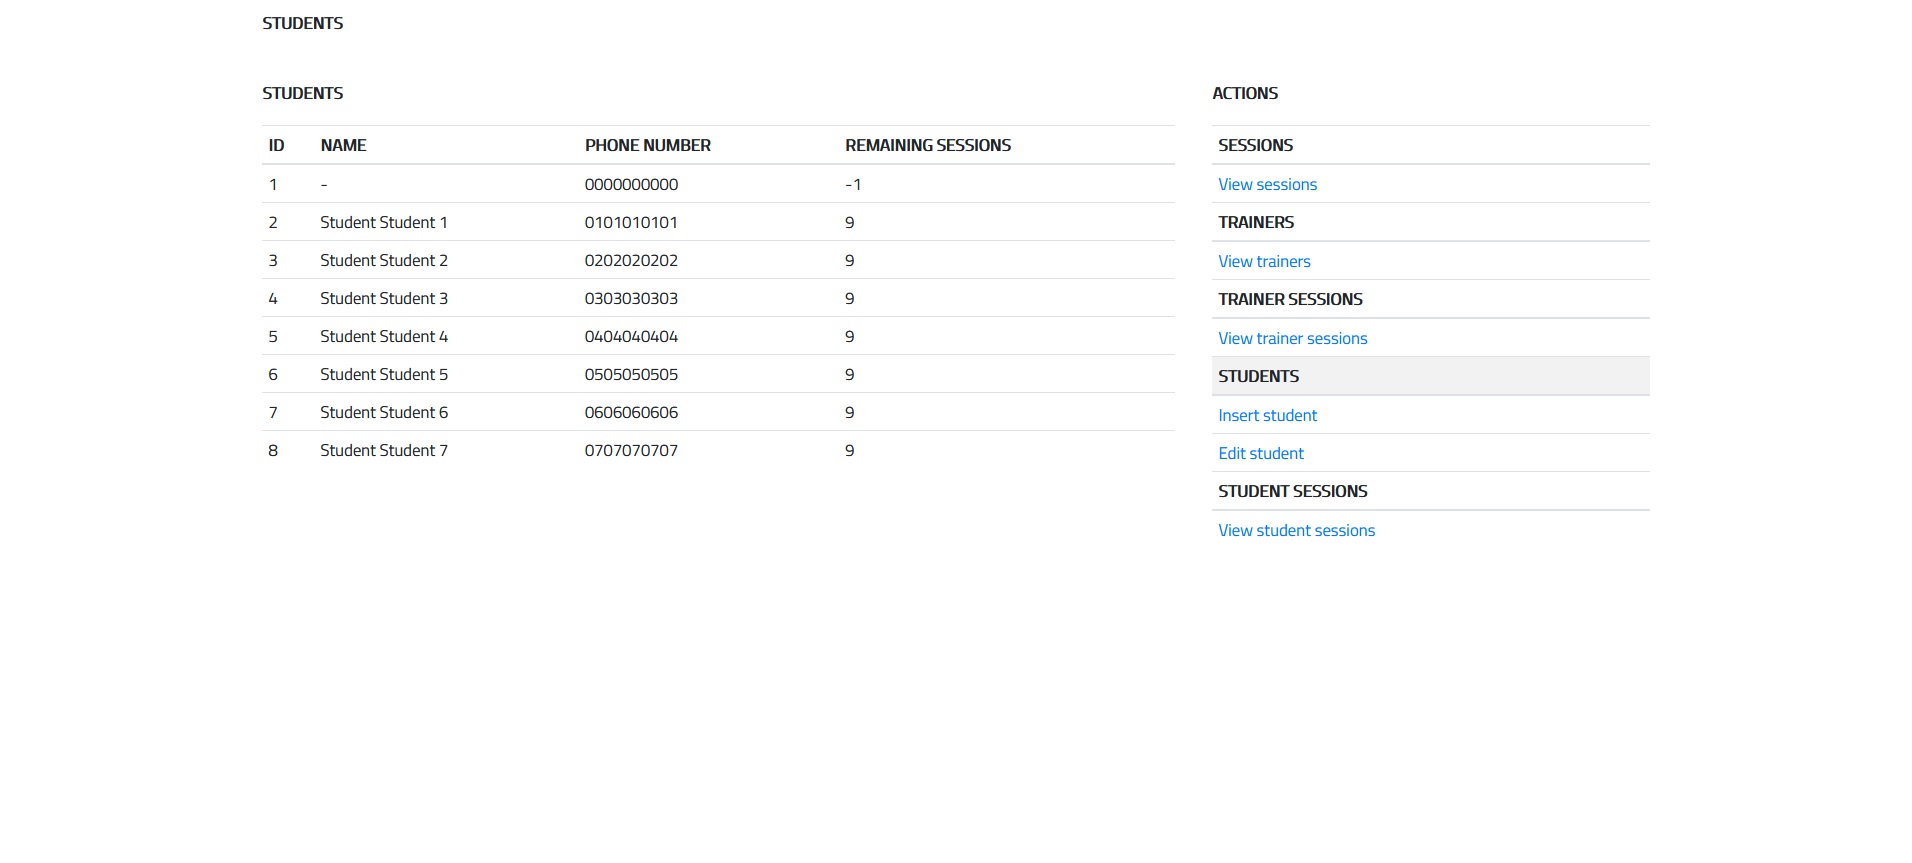 STUDENTS
STUDENTS
ID NAME PHONE NUMBER REMAINING SESSIONS
1 - 0000000000 -1
2 Student Student 1 0101010101 9
3 Student Student 2 0202020202 9
4 Student Student 3 0303030303 9
5 Student Student 4 0404040404 9
6 Student Student 5 0505050505 9
7 Student Student 6 0606060606 9
8 Student Student 7 0707070707 9
ACTIONS
SESSIONS
View sessions
TRAINERS
View trainers
TRAINER SESSIONS
View trainer sessions
STUDENTS
Insert student
Edit student
STUDENT SESSIONS
View student sessions